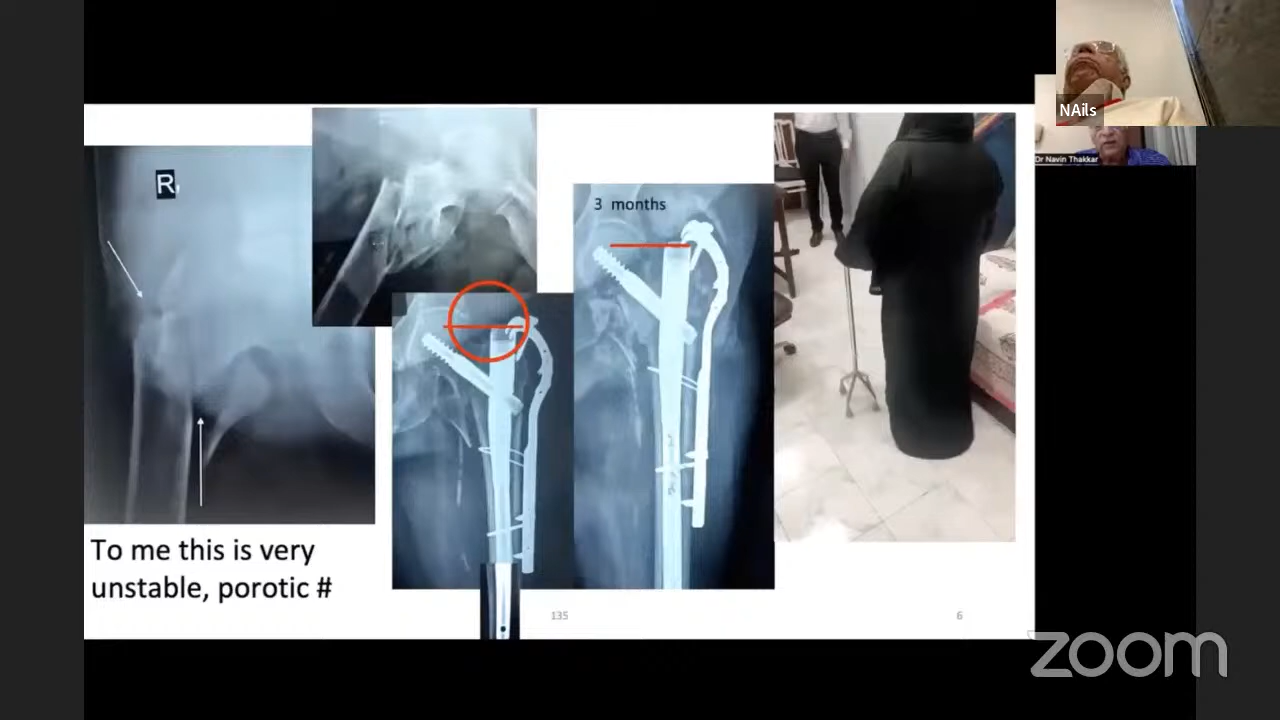 NAils
Dr Navin Thakkar
R
3 months
To me this is very
unstable, porotic #
135
6
zoom